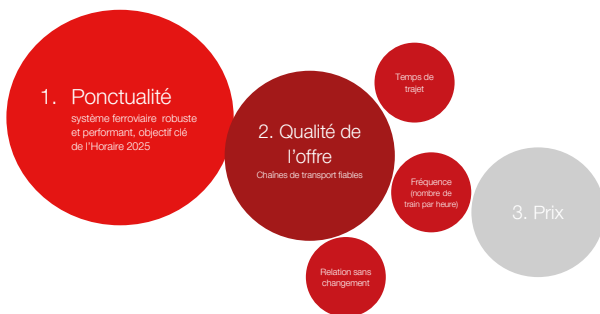 1. Ponctualité
système ferroviaire robuste
et performant, objectif clé
de l'Horaire 2025
2. Qualité de
l'offre
Chaînes de transport fiables
Temps de
trajet
Fréquence
(nombre de
train par heure)
Relation sans
changement
3. Prix